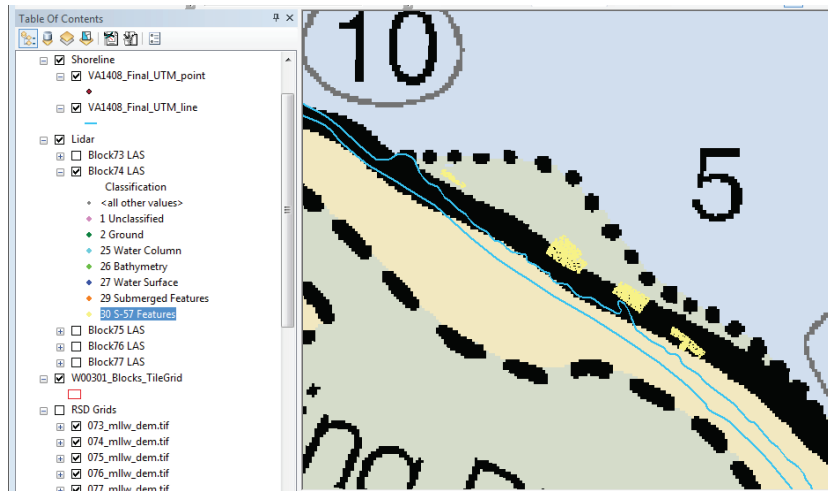 Table Of Contents
Shoreline
VA1408_Final_UTM_point
VA1408_Final_UTM_line
Lidar
Block73 LAS
Block74 LAS
Classification
<all other values>
1 Unclassified
2 Ground
25 Water Column
26 Bathymetry
27 Water Surface
29 Submerged Features
30 S-57 Features
Block75 LAS
Block76 LAS
Block77 LAS
W00301_Blocks_TileGrid
RSD Grids
073_mllw_dem.tif
074_mllw_dem.tif
075_mllw_dem.tif
076_mllw_dem.tif
077_mllw_dem.tif
10
5